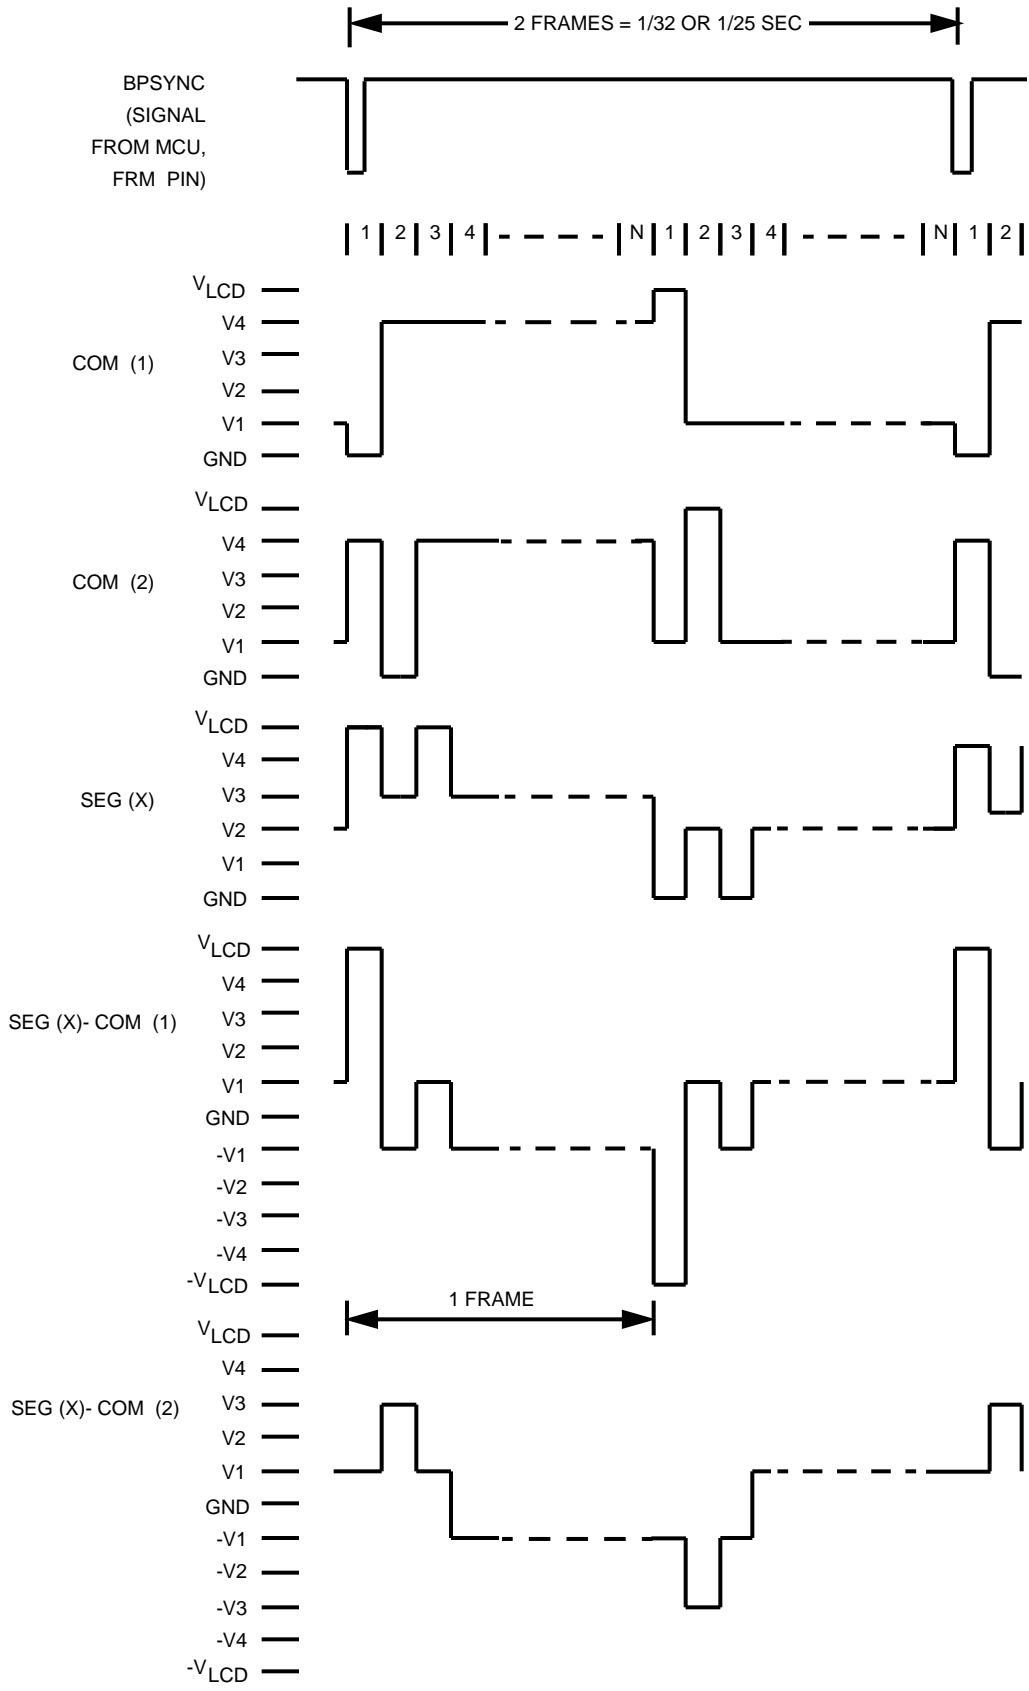 2 FRAMES = 1/32 OR 1/25 SEC
BPSYNC
(SIGNAL
FROM MCU,
FRM PIN)
1 2 3 4 N 1 2 3 4 N 1 2
COM (1)
VLCD
V4
V3
V2
V1
GND
COM (2)
VLCD
V4
V3
V2
V1
GND
SEG (X)
VLCD
V4
V3
V2
V1
GND
SEG (X)- COM (1)
VLCD
V4
V3
V2
V1
GND
-V1
-V2
-V3
-V4
-VLCD
1 FRAME
SEG (X)- COM (2)
VLCD
V4
V3
V2
V1
GND
-V1
-V2
-V3
-V4
-VLCD